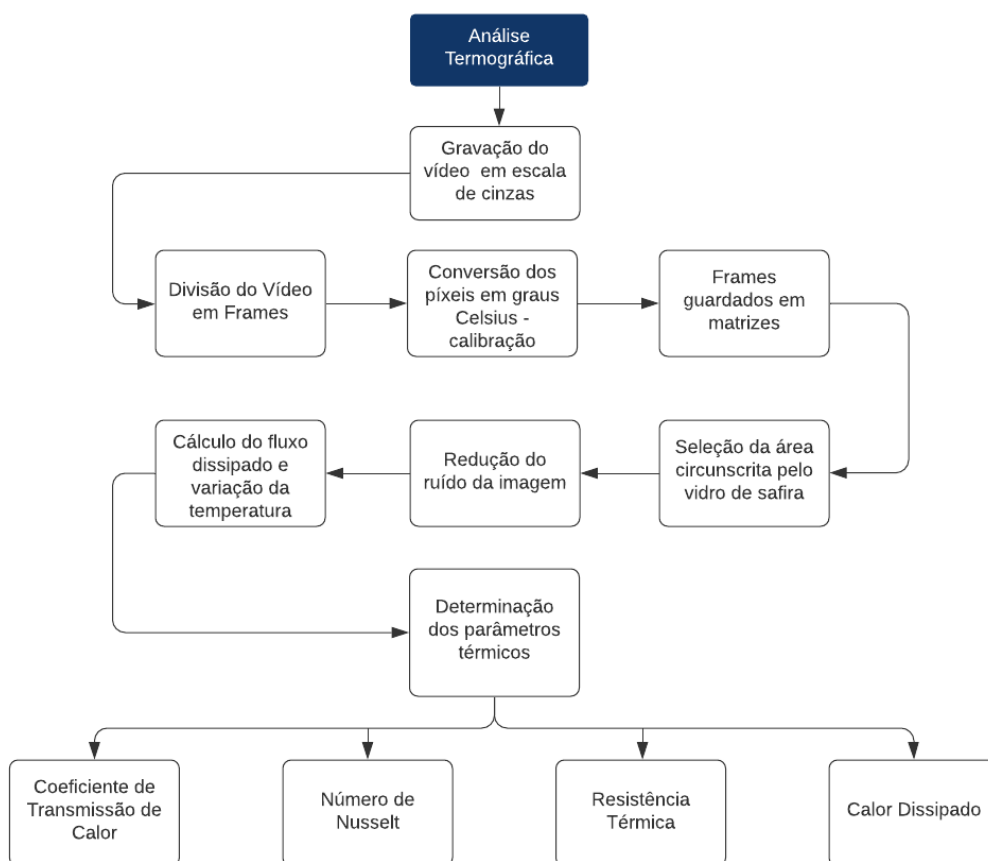 Análise
Termográfica
Gravação do
vídeo em escala
de cinzas
Divisão do Vídeo
em Frames
Conversão dos
píxeis em graus
Celsius -
calibração
Frames
guardados em
matrizes
Cálculo do fluxo
dissipado e
variação da
temperatura
Redução do
ruído da imagem
Seleção da área
circunscrita pelo
vidro de safira
Determinação
dos parâmetros
térmicos
Coeficiente de
Transmissão de
Calor
Número de
Nusselt
Resistência
Térmica
Calor Dissipado